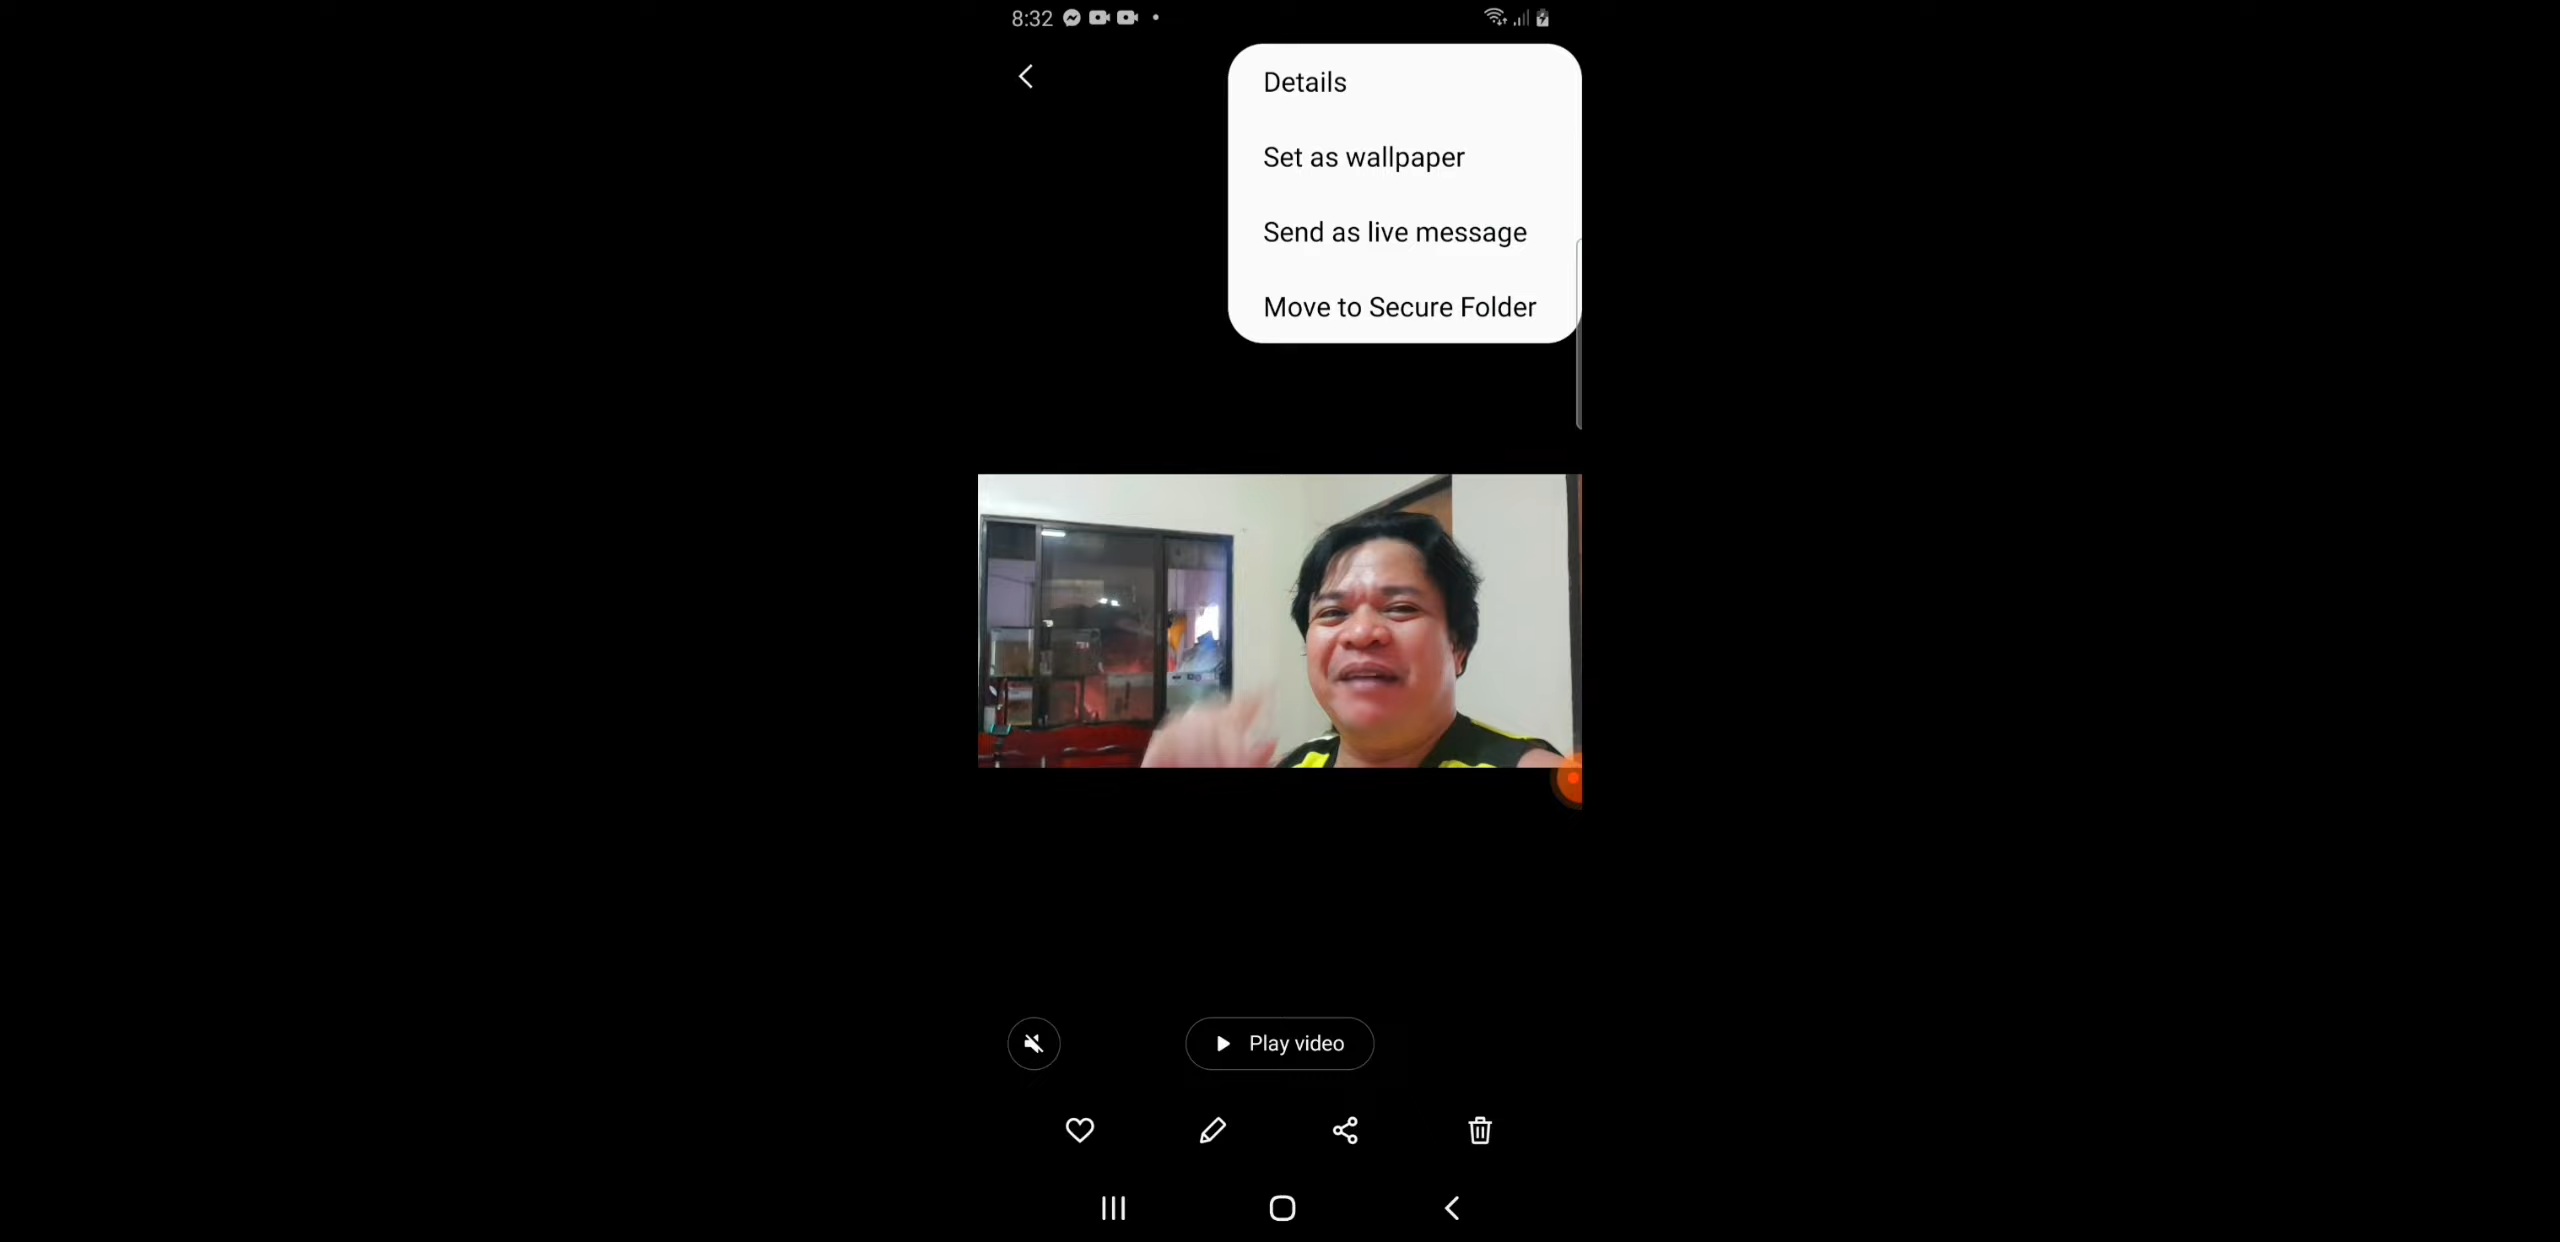 8:32
Details
Set as wallpaper
Send as live message
Move to Secure Folder
Play video